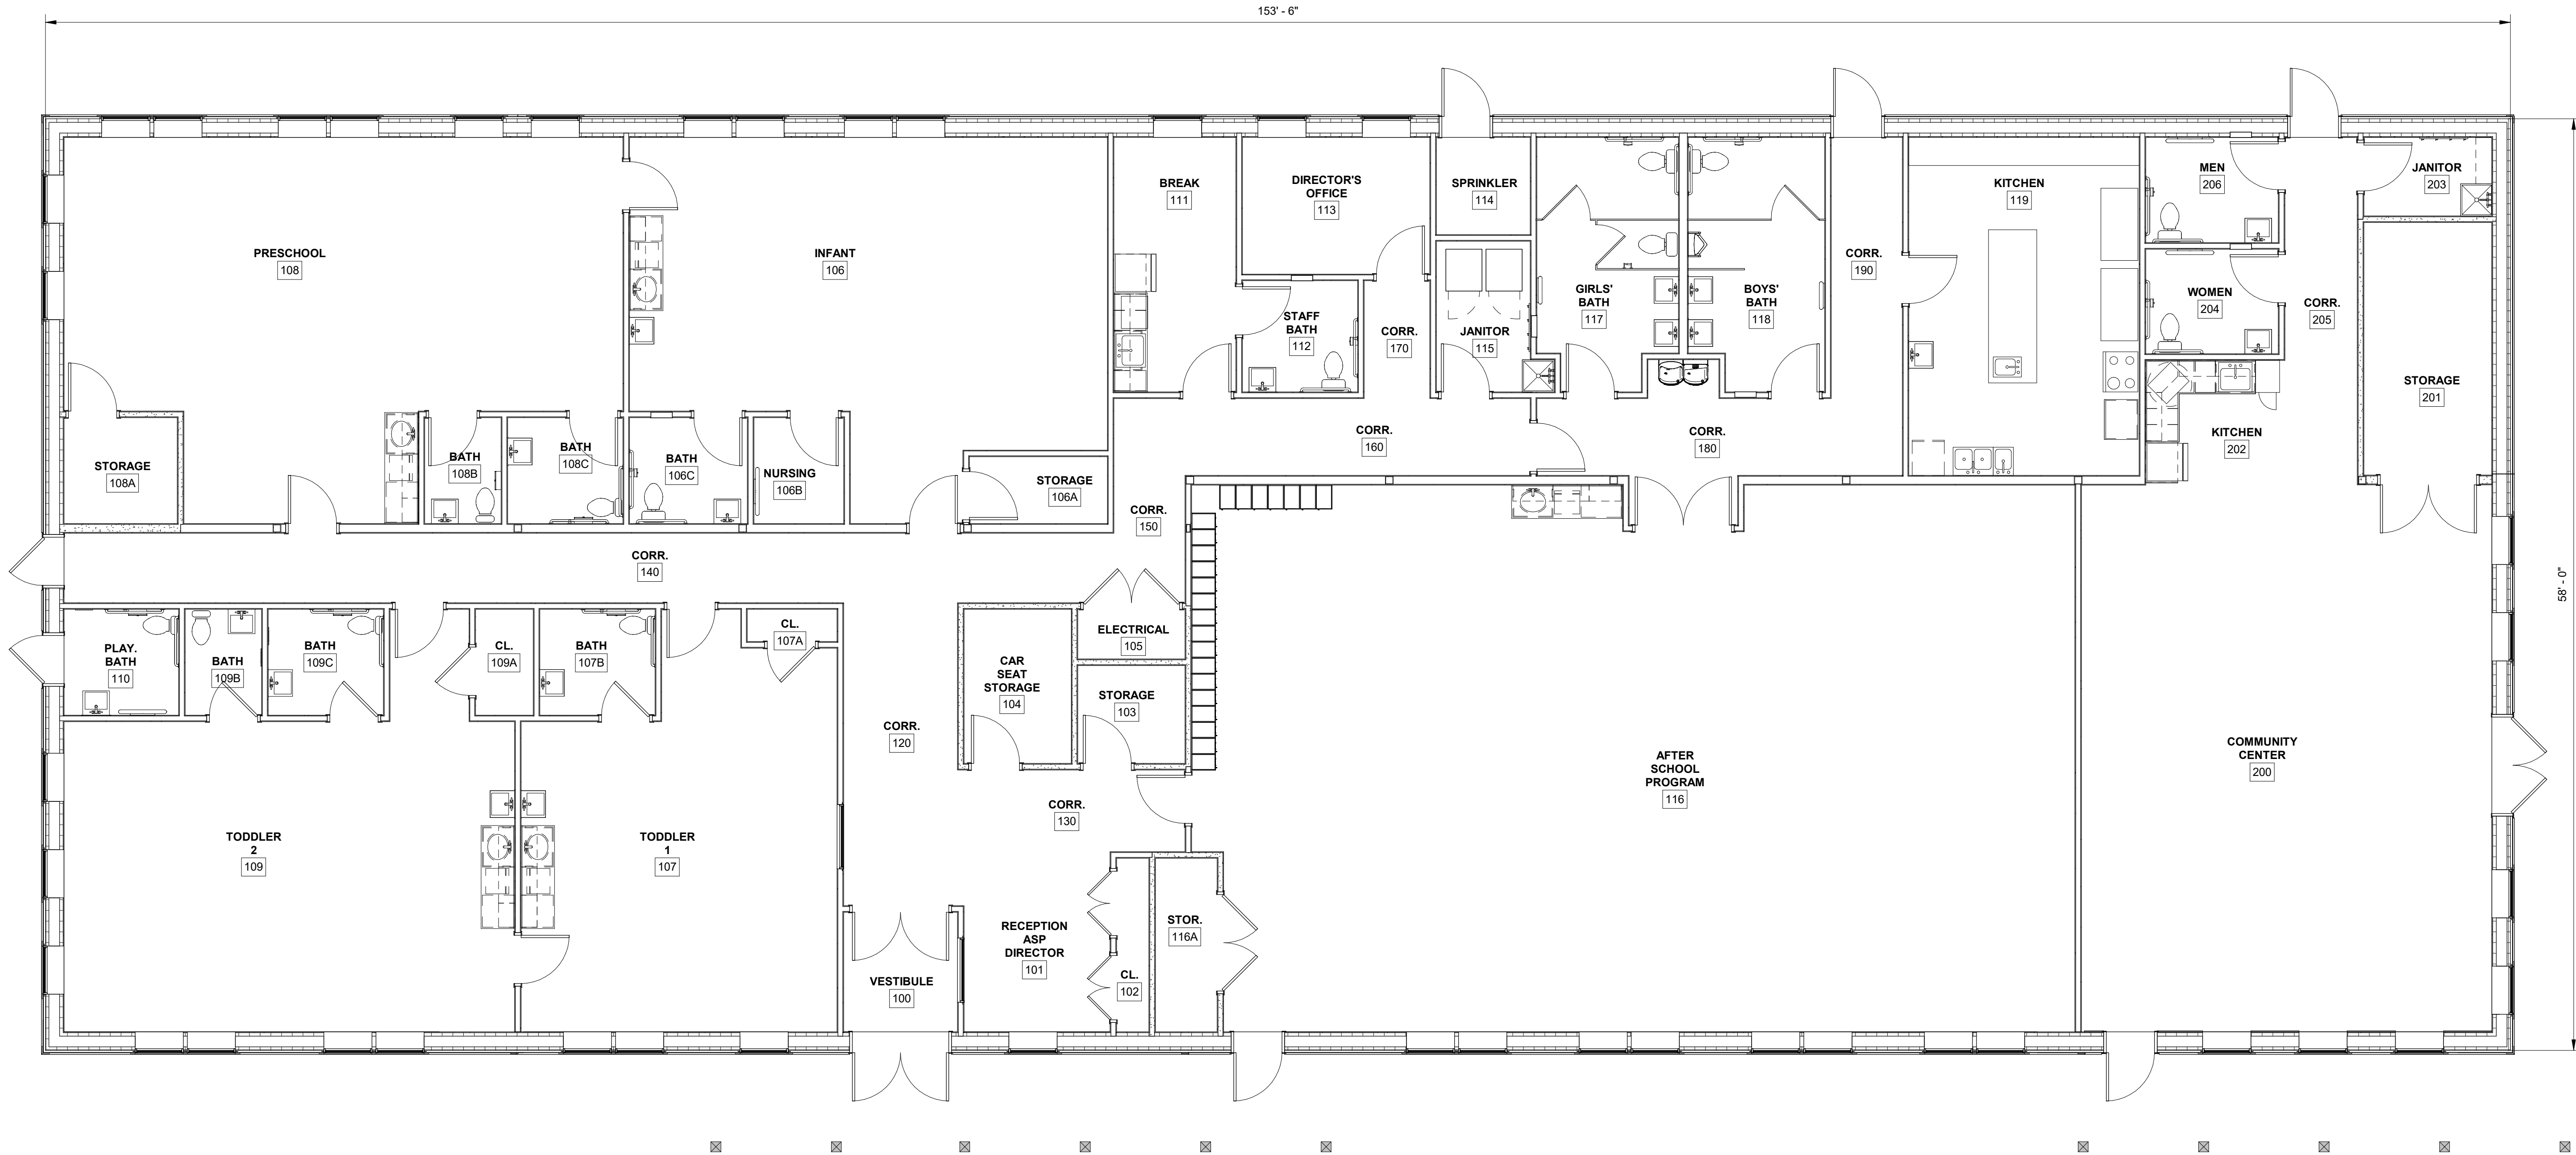 153' - 6"
PRESCHOOL
108
INFANT
106
BREAK
111
DIRECTOR'S
OFFICE
113
SPRINKLER
114
KITCHEN
119
MEN
206
JANITOR
203
STAFF
BATH
112
CORR.
170
JANITOR
115
GIRLS'
BATH
117
BOYS'
BATH
118
CORR.
190
WOMEN
204
CORR.
205
STORAGE
201
STORAGE
108A
BATH
108B
BATH
108C
BATH
106C
NURSING
106B
STORAGE
106A
CORR.
160
CORR.
180
KITCHEN
202
CORR.
150
CORR.
140
58' - 0"
PLAY.
BATH
110
BATH
109B
BATH
109C
CL.
109A
BATH
107B
CL.
107A
CAR
SEAT
STORAGE
104
ELECTRICAL
105
STORAGE
103
CORR.
120
CORR.
130
AFTER
SCHOOL
PROGRAM
116
COMMUNITY
CENTER
200
TODDLER
2
109
TODDLER
1
107
VESTIBULE
100
RECEPTION
ASP
DIRECTOR
101
CL.
102
STOR.
116A